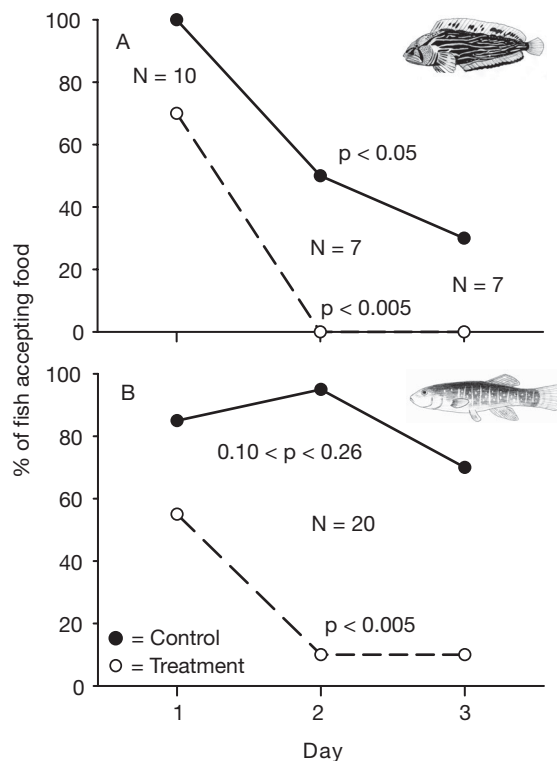 % of fish accepting food
100
A
N = 10
80
p < 0.05
60
40
N = 7
N = 7
20
p < 0.005
0
100
B
80
0.10 < p < 0.26
60
N = 20
40
p < 0.005
20
● = Control
○ = Treatment
0
1 2 3
Day